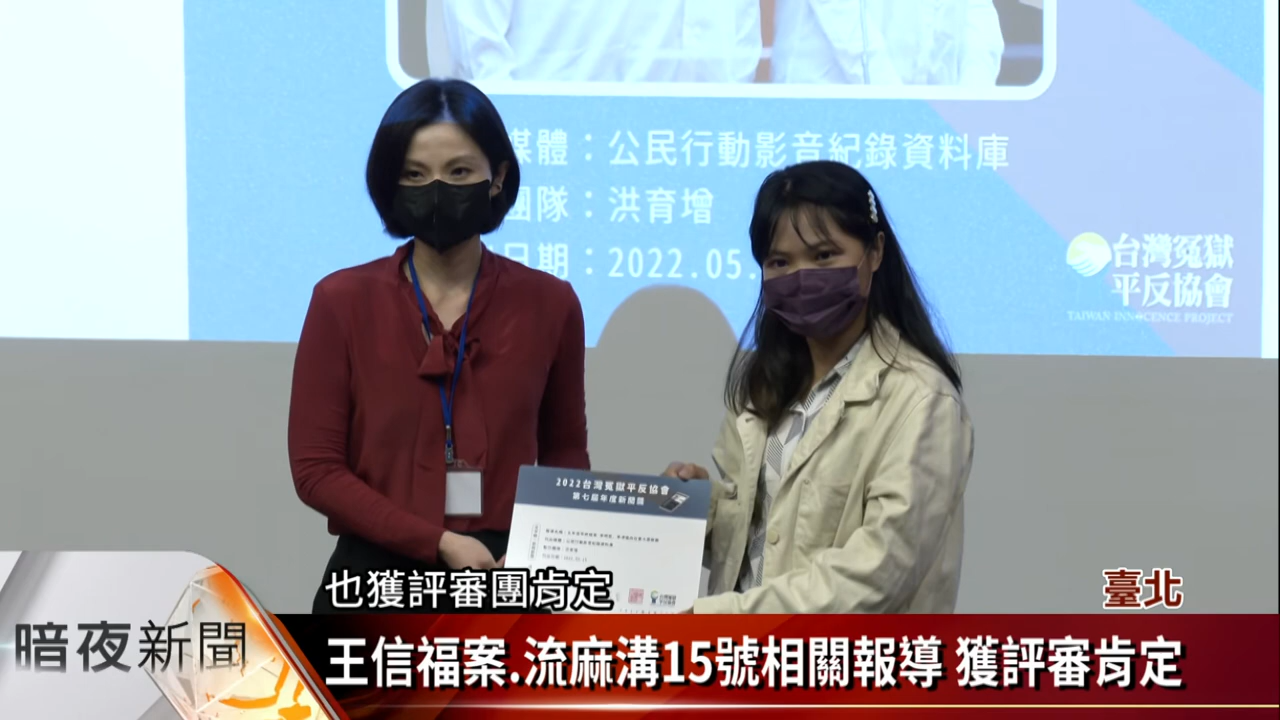 媒體：公民行動影音紀錄資料庫
團隊：洪育增
日期：2022.05.
台灣冤獄
平反協會
TAIWAN INNOCENCE PROJECT
2022台灣冤獄平反協會
第七屆年度新聞獎
也獲評審團肯定
臺北
暗夜新聞
王信福案.流麻溝15號相關報導 獲評審肯定